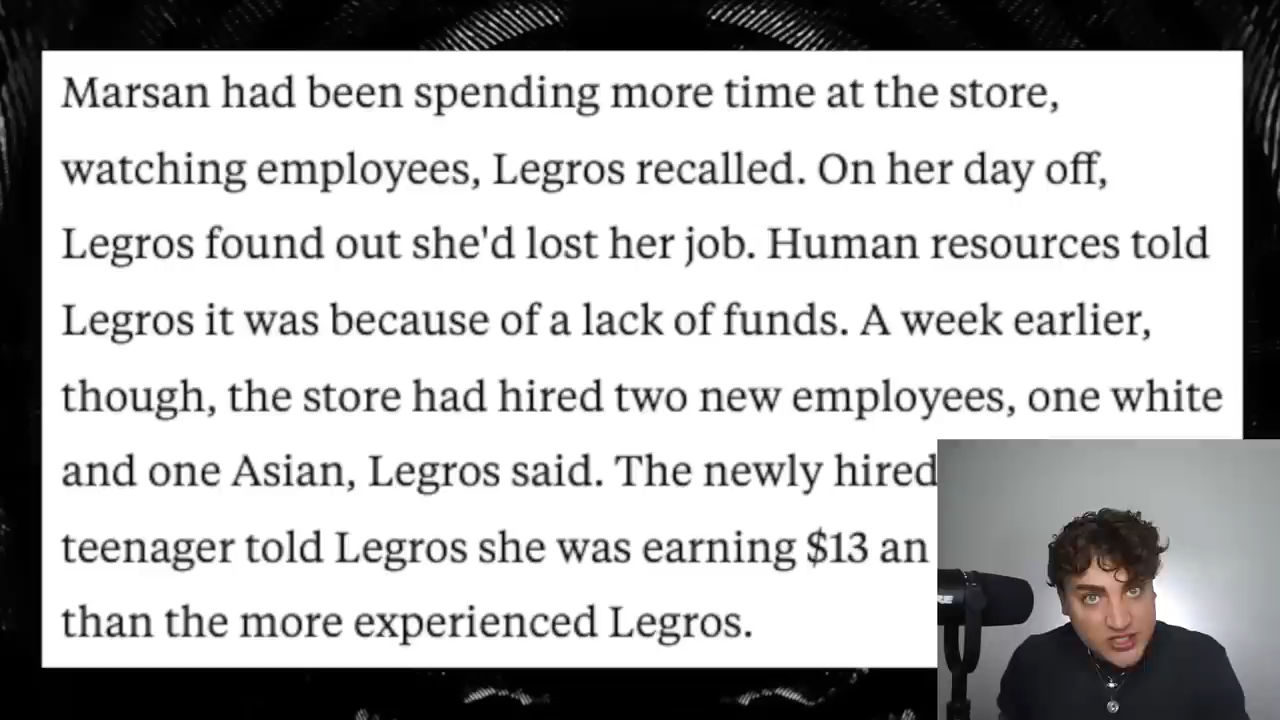 Marsan had been spending more time at the store,
watching employees, Legros recalled. On her day off,
Legros found out she'd lost her job. Human resources told
Legros it was because of a lack of funds. A week earlier,
though, the store had hired two new employees, one white
and one Asian, Legros said. The newly hired
teenager told Legros she was earning $13 an
than the more experienced Legros.